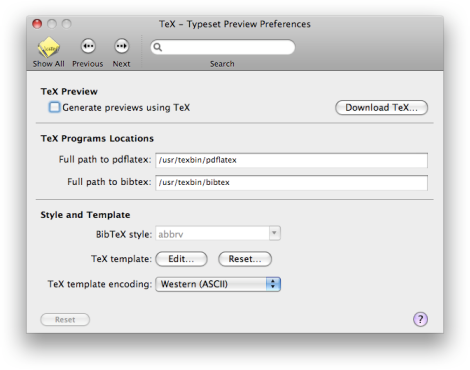 TeX – Typeset Preview Preferences
Show All Previous Next Search
TeX Preview
Generate previews using TeX Download TeX...
TeX Programs Locations
Full path to pdflatex: /usr/texbin/pdflatex
Full path to bibtex: /usr/texbin/bibtex
Style and Template
BibTeX style: abbrv
TeX template: Edit... Reset...
TeX template encoding: Western (ASCII)
Reset ?